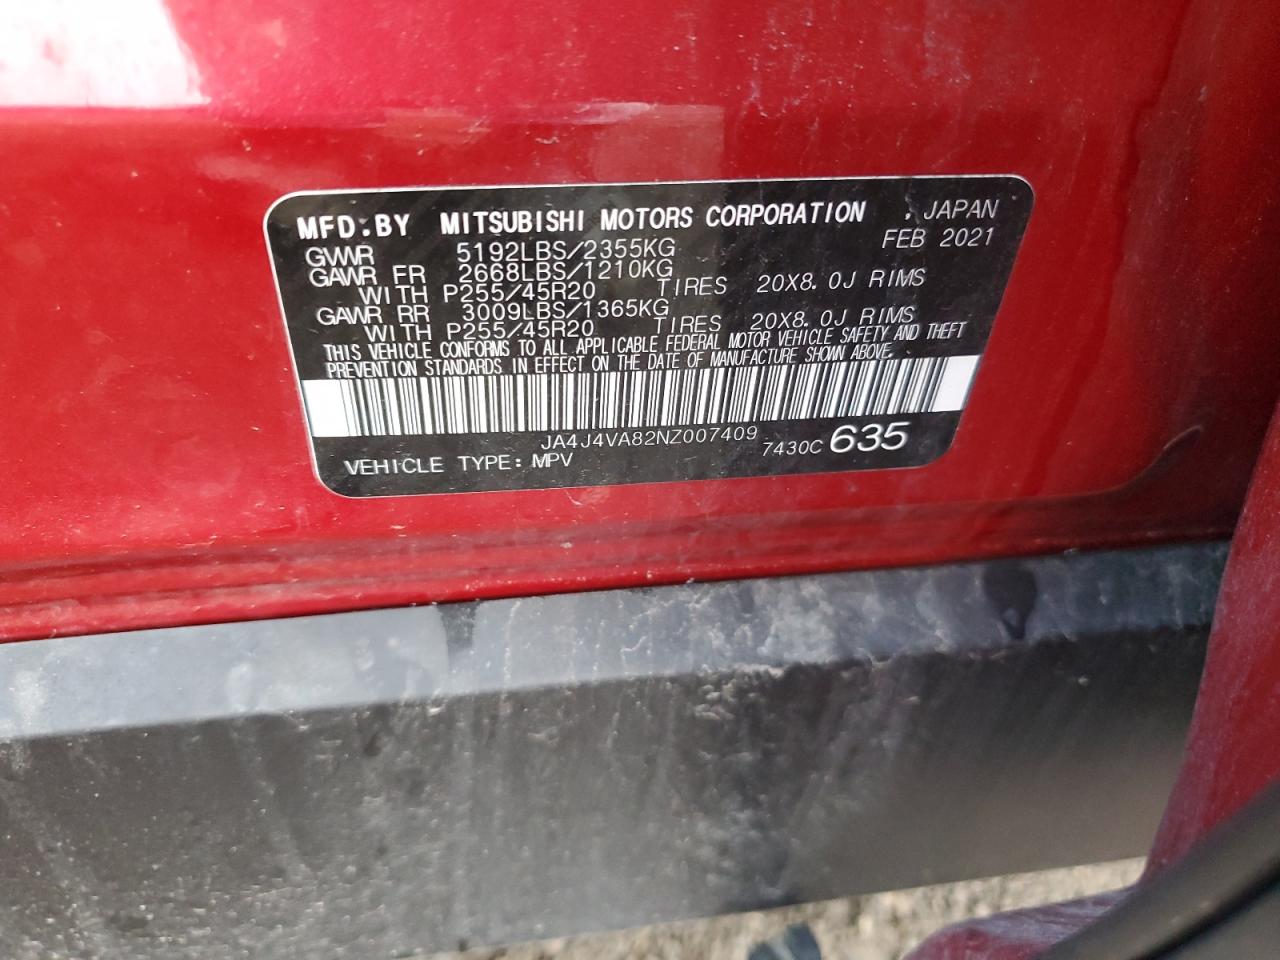 MFD. BY MITSUBISHI MOTORS CORPORATION , JAPAN
GVWR 5192LBS/2355KG FEB 2021
GAWR FR 2668LBS/1210KG
WITH P255/45R20 TIRES 20X8.0J RIMS
GAWR RR 3009LBS/1365KG
WITH P255/45R20 TIRES 20X8.0J RIMS
THIS VEHICLE CONFORMS TO ALL APPLICABLE FEDERAL MOTOR VEHICLE SAFETY AND THEFT
PREVENTION STANDARDS IN EFFECT ON THE DATE OF MANUFACTURE SHOWN ABOVE.
JA4J4VA82NZ007409 7430C 635
VEHICLE TYPE: MPV